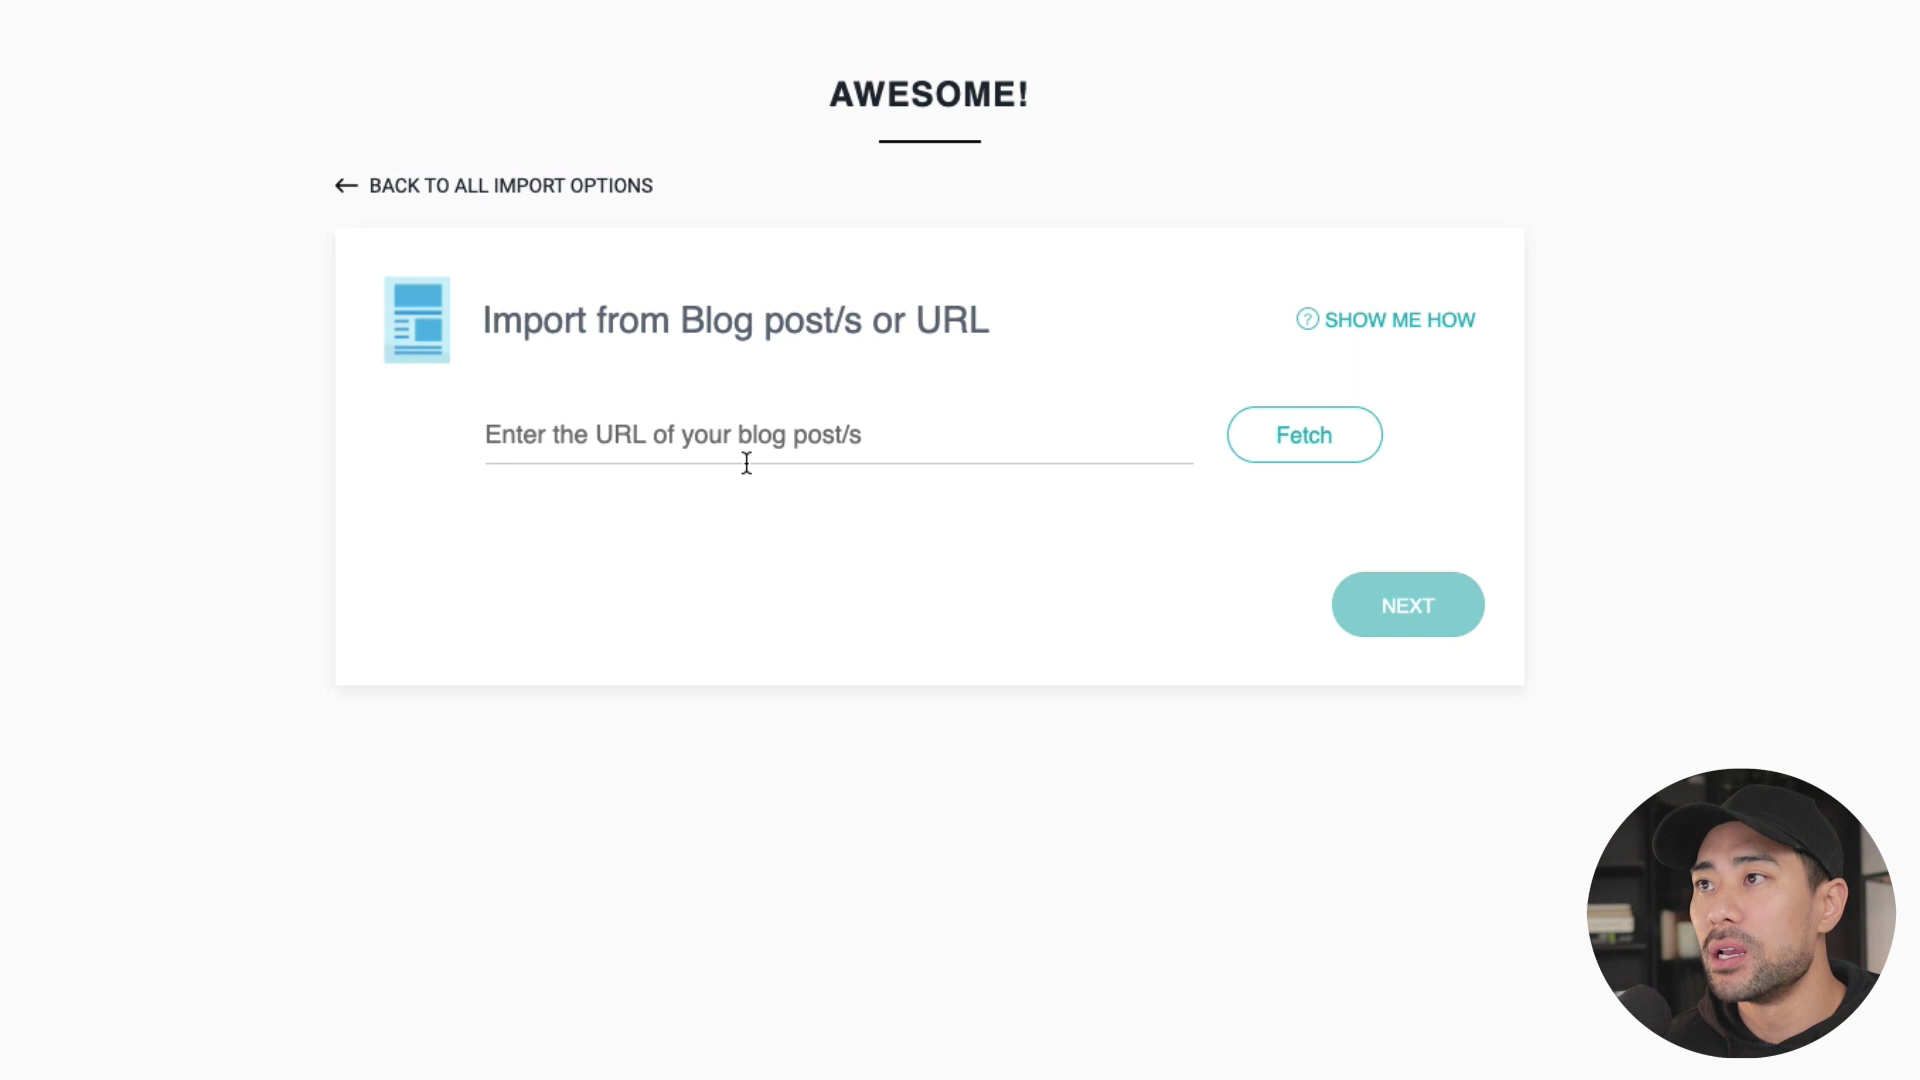 AWESOME!
BACK TO ALL IMPORT OPTIONS
Import from Blog post/s or URL
? SHOW ME HOW
Enter the URL of your blog post/s
Fetch
NEXT